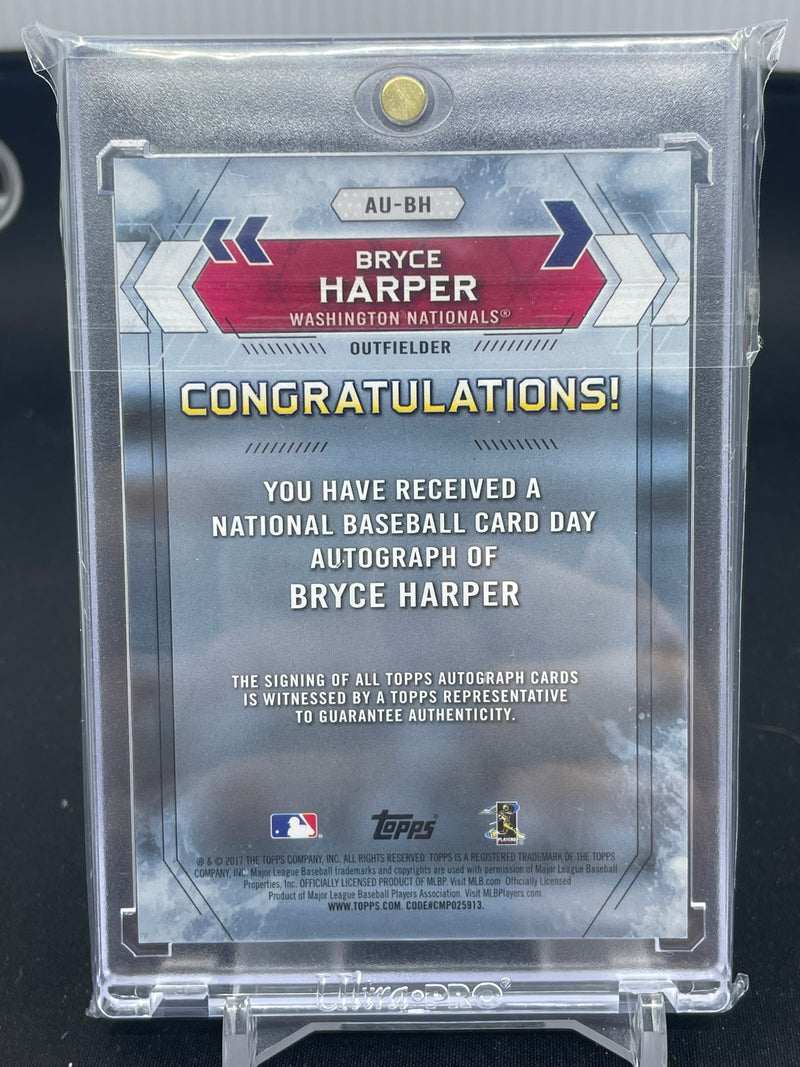 AU-BH
BRYCE
HARPER
WASHINGTON NATIONALS®
OUTFIELDER
CONGRATULATIONS!
YOU HAVE RECEIVED A
NATIONAL BASEBALL CARD DAY
AUTOGRAPH OF
BRYCE HARPER
THE SIGNING OF ALL TOPPS AUTOGRAPH CARDS
IS WITNESSED BY A TOPPS REPRESENTATIVE
TO GUARANTEE AUTHENTICITY.
Topps®
PLAYERS
® & © 2017 THE TOPPS COMPANY, INC. ALL RIGHTS RESERVED. TOPPS IS A REGISTERED TRADEMARK OF THE TOPPS
COMPANY, INC. Major League Baseball trademarks and copyrights are used with permission of Major League Baseball
Properties, Inc. OFFICIALLY LICENSED PRODUCT OF MLBP. Visit MLB.com Officially Licensed
Product of Major League Baseball Players Association. Visit MLBPlayers.com.
WWW.TOPPS.COM. CODE#CMP025913.
Ultra•PRO®